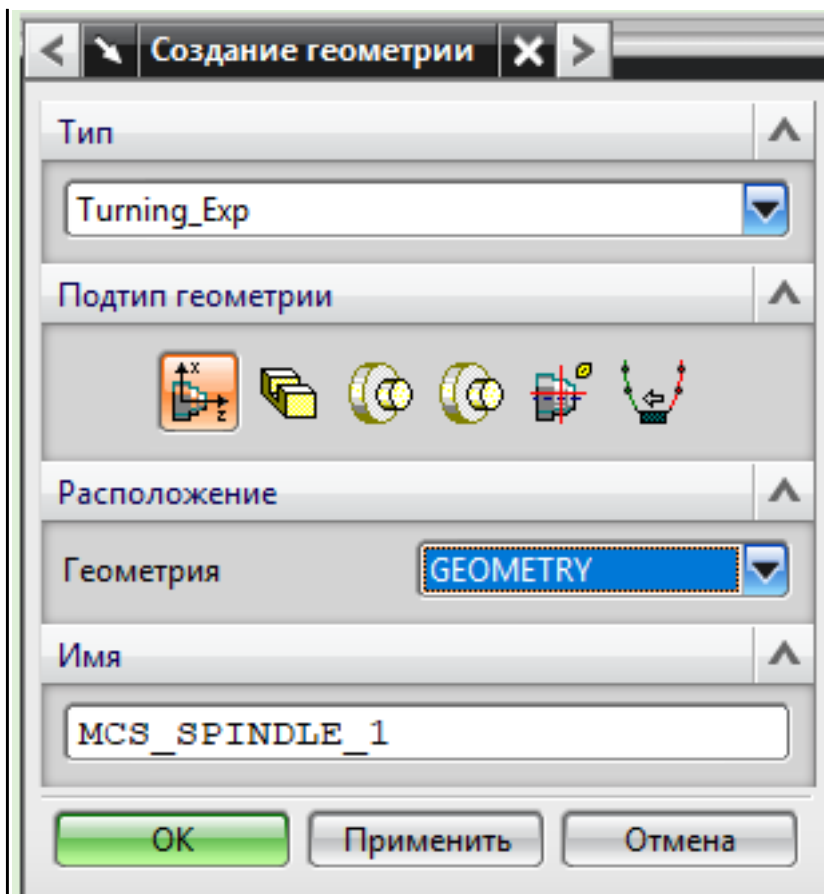 Создание геометрии
Тип
Turning_Exp
Подтип геометрии
x
z
Расположение
Геометрия GEOMETRY
Имя
MCS_SPINDLE_1
OK Применить Отмена